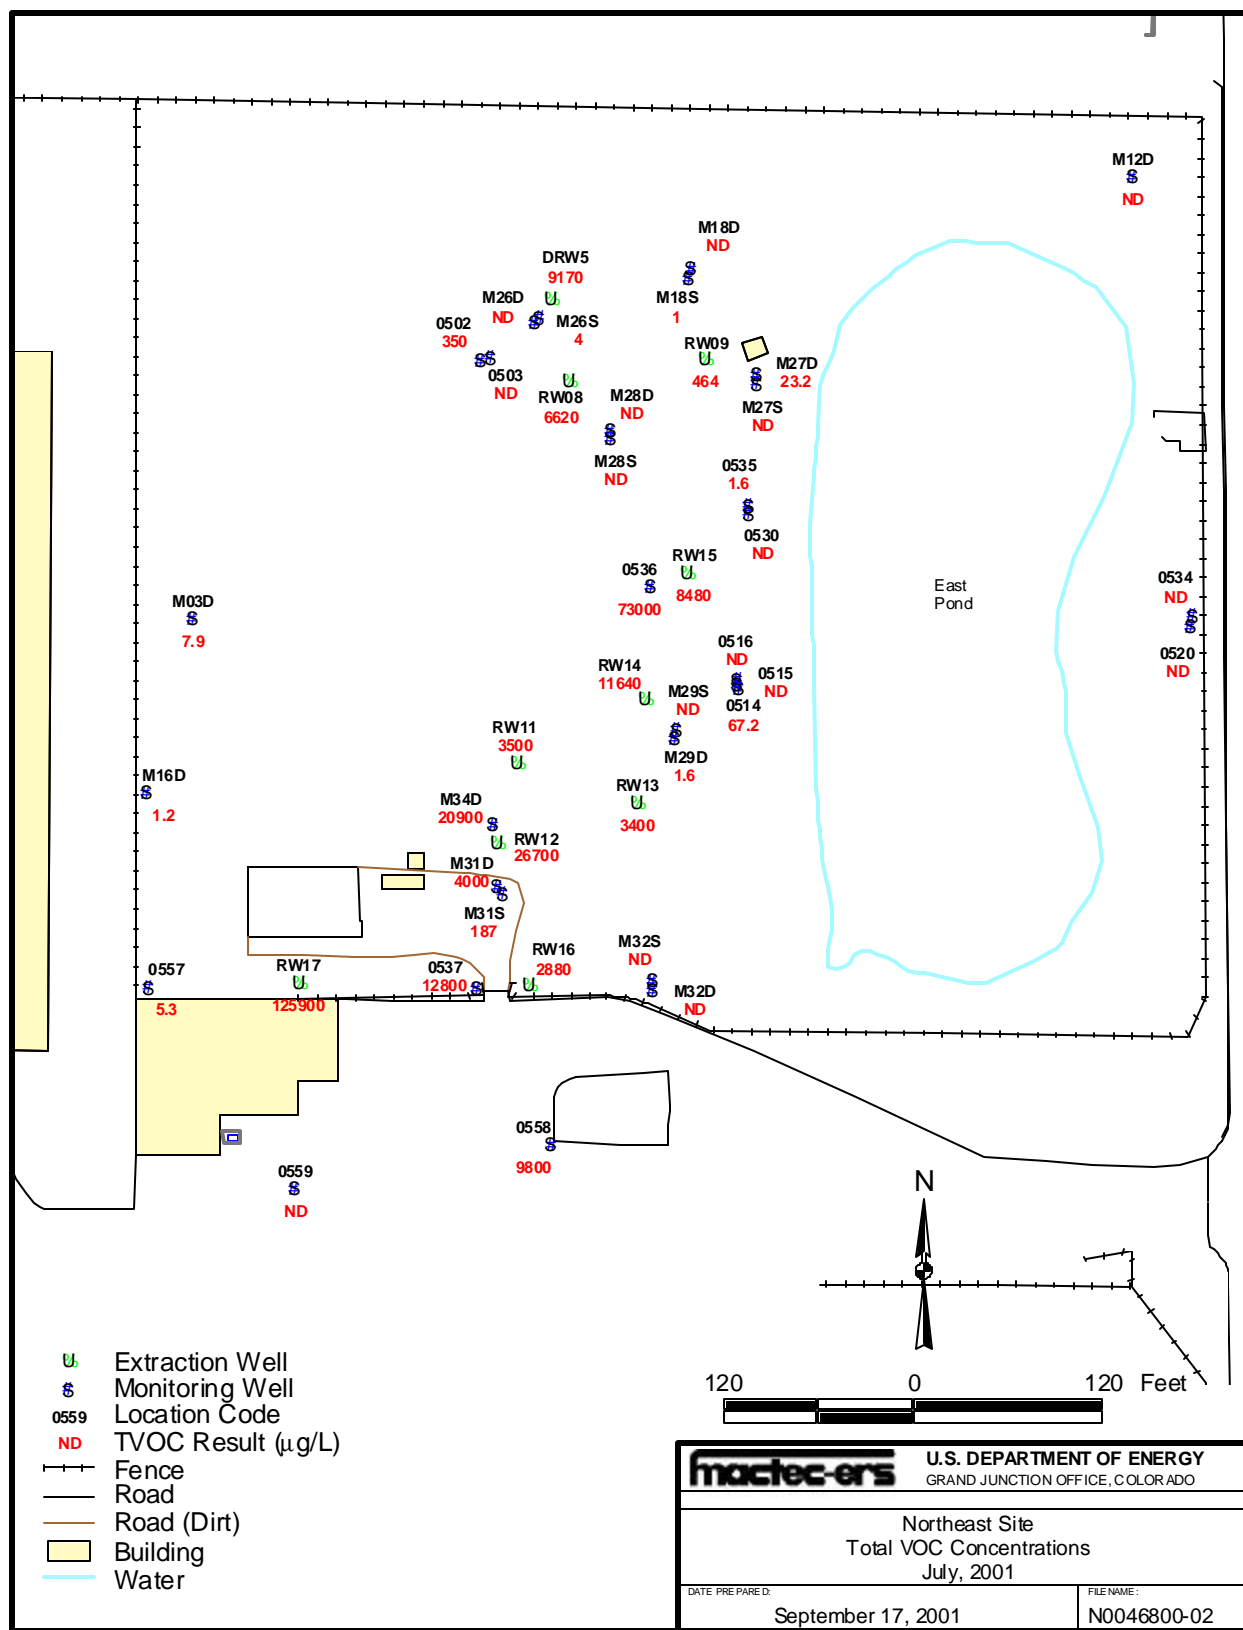 M12D
ND
M18D
ND
DRW5
9170
M26D
ND
M18S
1
M26S
4
0502
350
0503
ND
RW09
464
M27D
23.2
RW08
6620
M28D
ND
M27S
ND
M28S
ND
0535
1.6
0530
ND
RW15
8480
0536
73000
East
Pond
0534
ND
M03D
7.9
0520
ND
0516
ND
0515
ND
RW14
11640
M29S
ND
0514
67.2
RW11
3500
M29D
1.6
M16D
1.2
RW13
3400
M34D
20900
RW12
26700
M31D
4000
M31S
187
0557
5.3
RW17
125900
0537
12800
RW16
2880
M32S
ND
M32D
ND
0558
9800
0559
ND
N
Extraction Well
Monitoring Well
0559 Location Code
ND TVOC Result (μg/L)
Fence
Road
Road (Dirt)
Building
Water
120 0 120 Feet
mactec-ers
U.S. DEPARTMENT OF ENERGY
GRAND JUNCTION OFFICE, COLORADO
Northeast Site
Total VOC Concentrations
July, 2001
DATE PREPARED:
September 17, 2001
FILENAME:
N0046800-02